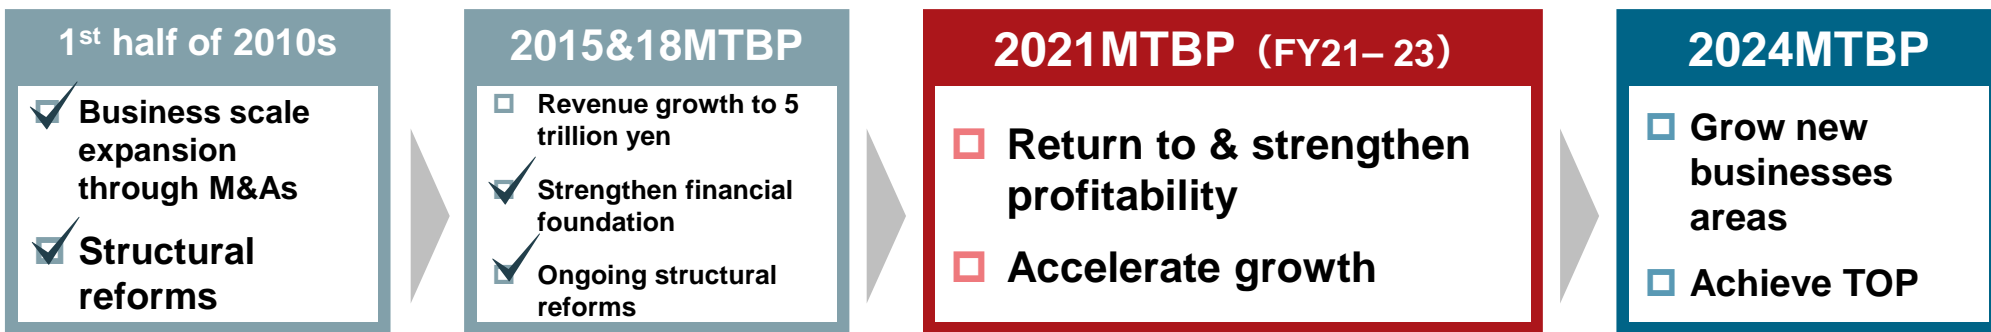 1st half of 2010s
Business scale
expansion
through M&As
Structural
reforms
2015&18MTBP
Revenue growth to 5
trillion yen
Strengthen financial
foundation
Ongoing structural
reforms
2021MTBP（FY21– 23）
Return to & strengthen
profitability
Accelerate growth
2024MTBP
Grow new
businesses
areas
Achieve TOP